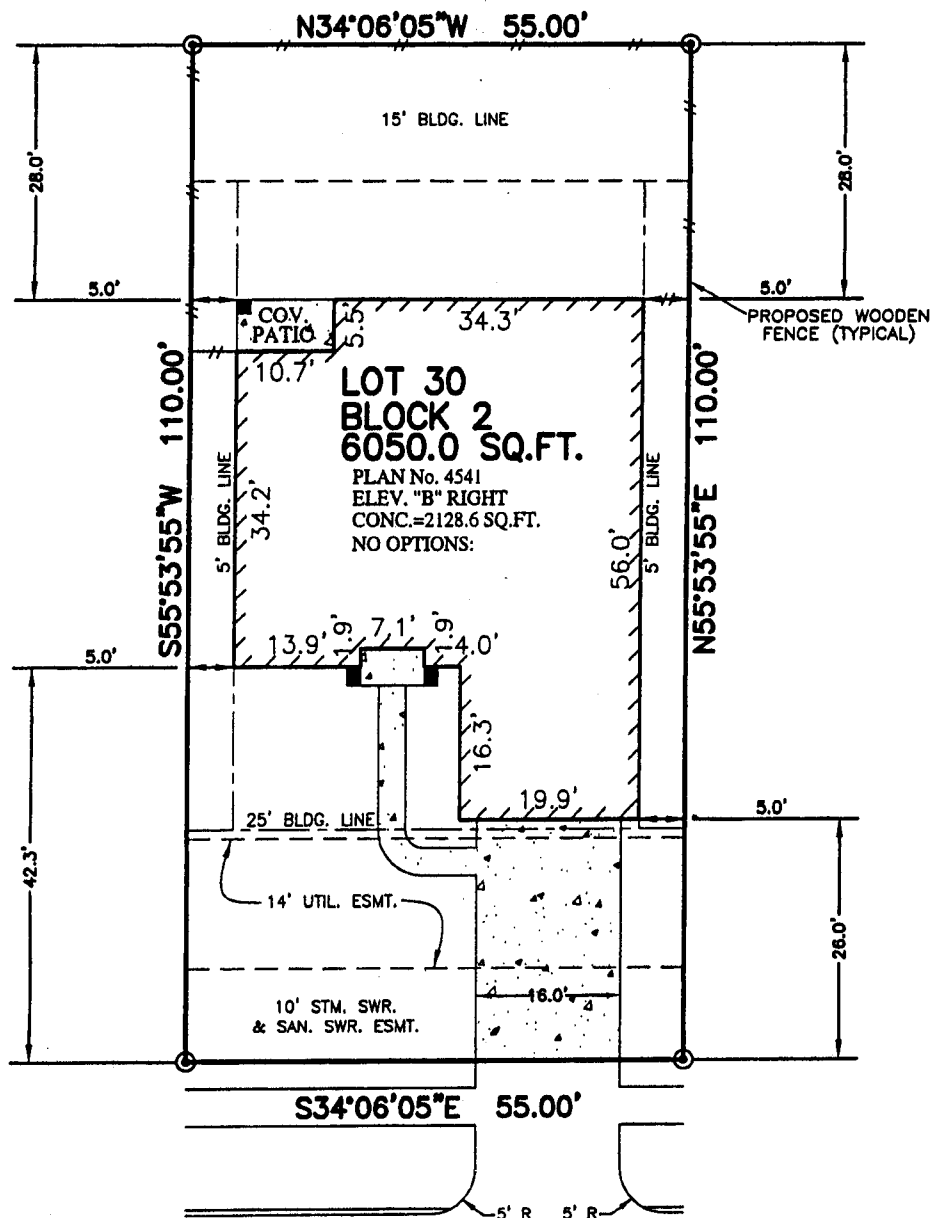 N34°06'05"W 55.00'
15' BLDG. LINE
28.0'
28.0'
5.0'
5.0'
COV.
PATIO
5.5'
34.3'
PROPOSED WOODEN
FENCE (TYPICAL)
10.7'
LOT 30
BLOCK 2
6050.0 SQ.FT.
PLAN No. 4541
ELEV. "B" RIGHT
CONC.=2128.6 SQ.FT.
NO OPTIONS:
S55°53'55"W 110.00'
5' BLDG. LINE
34.2'
56.0'
5' BLDG. LINE
N55°53'55"E 110.00'
13.9'
1.9'
7.1'
1.9'
4.0'
5.0'
16.3'
19.9'
5.0'
25' BLDG. LINE
42.3'
14' UTIL. ESMT.
26.0'
16.0'
10' STM. SWR.
& SAN. SWR. ESMT.
S34°06'05"E 55.00'
5' R
5' R